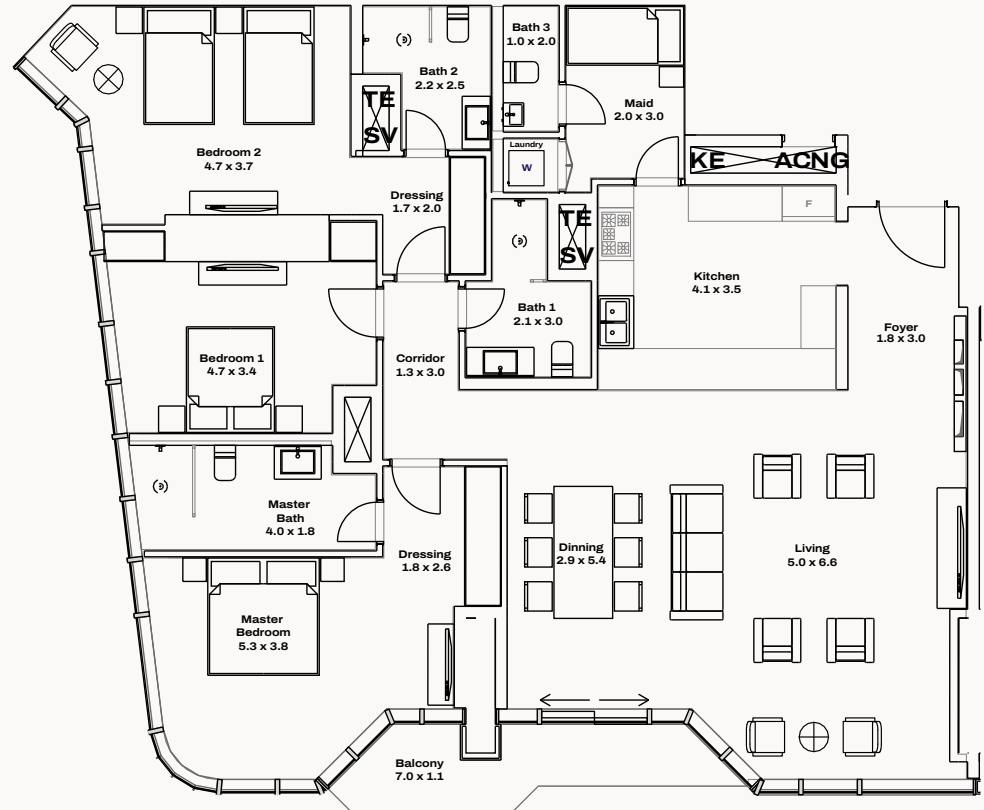 Bath 3
1.0 x 2.0
Bath 2
2.2 x 2.5
TE
SV
Maid
2.0 x 3.0
Laundry
W
KE
ACNG
Bedroom 2
4.7 x 3.7
Dressing
1.7 x 2.0
F
TE
SV
Kitchen
4.1 x 3.5
Bath 1
2.1 x 3.0
Foyer
1.8 x 3.0
Bedroom 1
4.7 x 3.4
Corridor
1.3 x 3.0
Master
Bath
4.0 x 1.8
Dressing
1.8 x 2.6
Dinning
2.9 x 5.4
Living
5.0 x 6.6
Master
Bedroom
5.3 x 3.8
Balcony
7.0 x 1.1